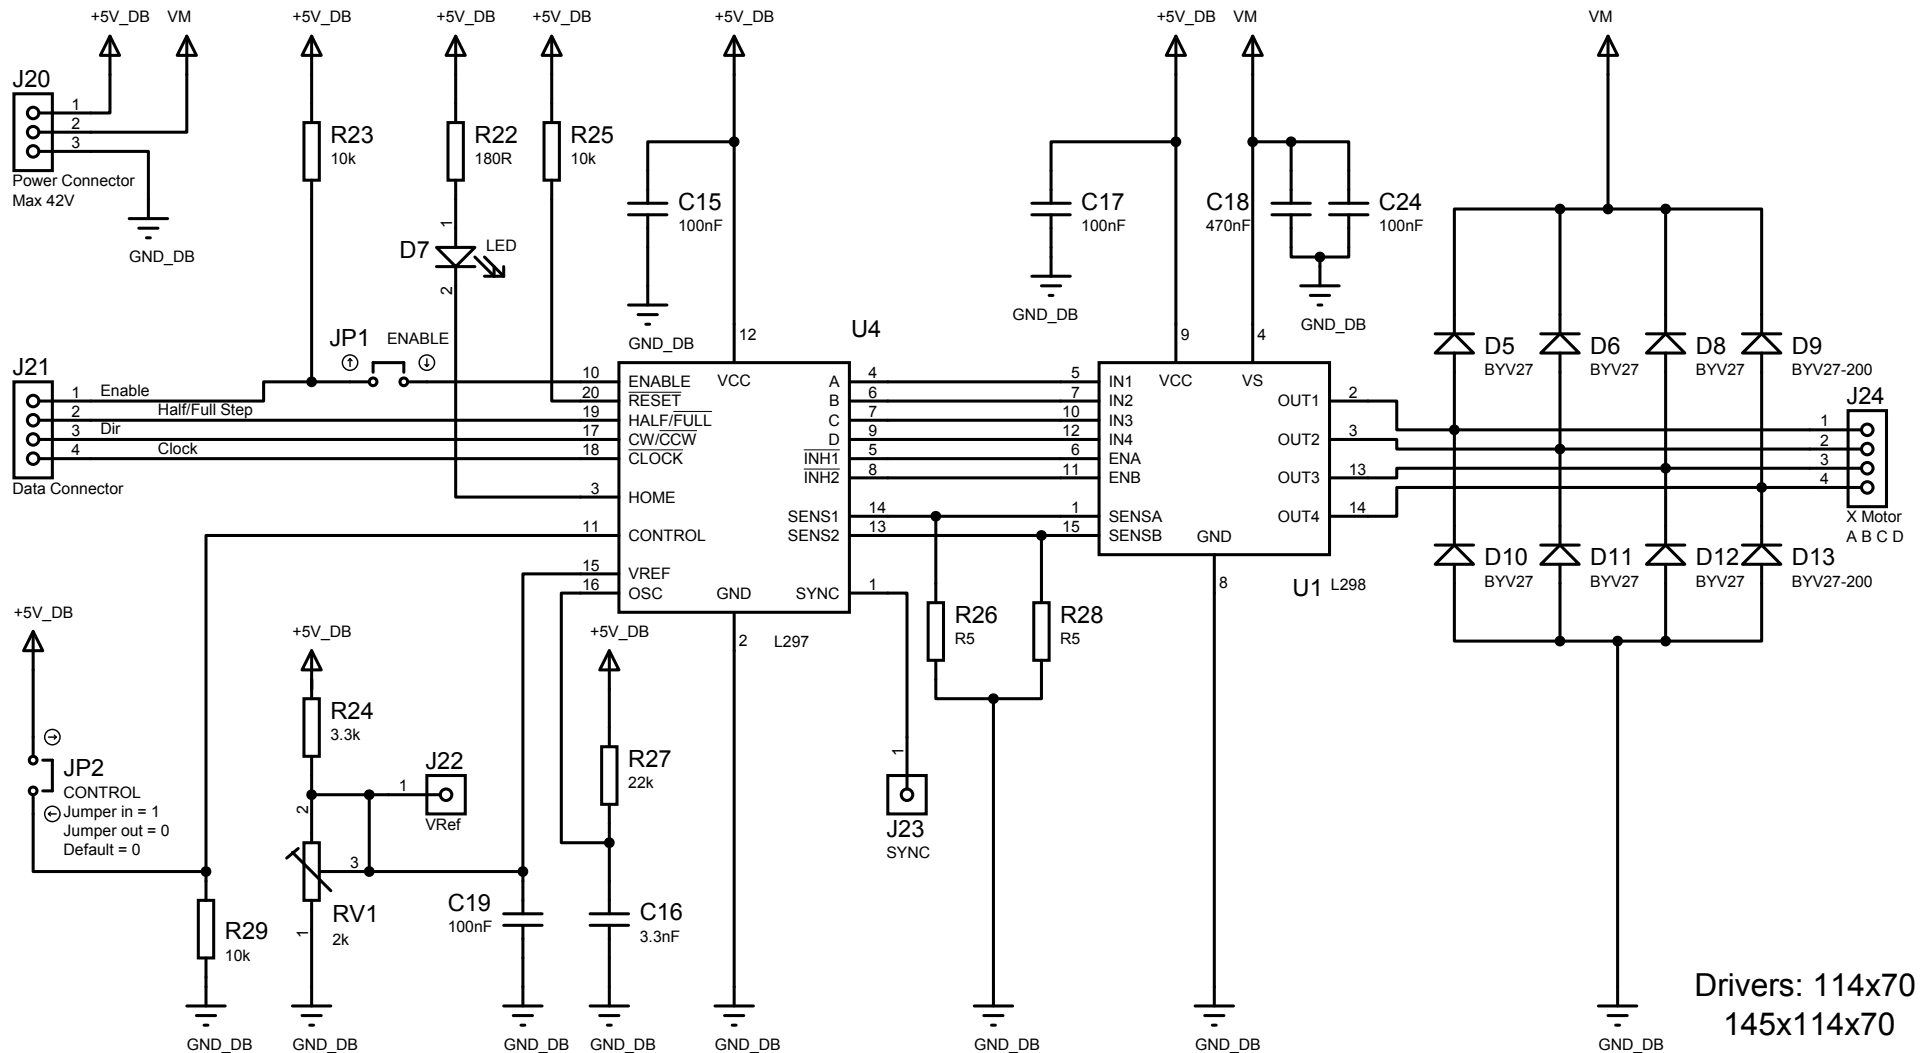 +5V_DB VM
+5V_DB
+5V_DB
+5V_DB
+5V_DB
+5V_DB VM
VM
J20
1
2
3
Power Connector
Max 42V
GND_DB
R23
10k
R22
180R
R25
10k
1
D7
LED
2
C15
100nF
GND_DB
C17
100nF
GND_DB
C18
470nF
C24
100nF
GND_DB
JP1
ENABLE
J21
1
Enable
2
Half/Full Step
3
Dir
4
Clock
Data Connector
U4
12
VCC
10
ENABLE
20
RESET
19
HALF/FULL
17
CW/CCW
18
CLOCK
3
HOME
11
CONTROL
15
VREF
16
OSC
A
4
B
6
C
7
D
9
INH1
5
INH2
8
SENS1
14
SENS2
13
SYNC
1
GND
2
L297
9
4
VCC
VS
5
IN1
7
IN2
10
IN3
12
IN4
6
ENA
11
ENB
1
SENSA
15
SENSB
OUT1
2
OUT2
3
OUT3
13
OUT4
14
GND
8
U1
L298
D5
BYV27
D6
BYV27
D8
BYV27
D9
BYV27-200
J24
1
2
3
4
X Motor
A B C D
D10
BYV27
D11
BYV27
D12
BYV27
D13
BYV27-200
R26
R5
R28
R5
+5V_DB
JP2
CONTROL
Jumper in = 1
Jumper out = 0
Default = 0
R29
10k
GND_DB
+5V_DB
R24
3.3k
J22
1
VRef
2
3
RV1
2k
1
GND_DB
C19
100nF
GND_DB
+5V_DB
R27
22k
C16
3.3nF
GND_DB
GND_DB
1
J23
SYNC
GND_DB
GND_DB
GND_DB
Drivers: 114x70
145x114x70